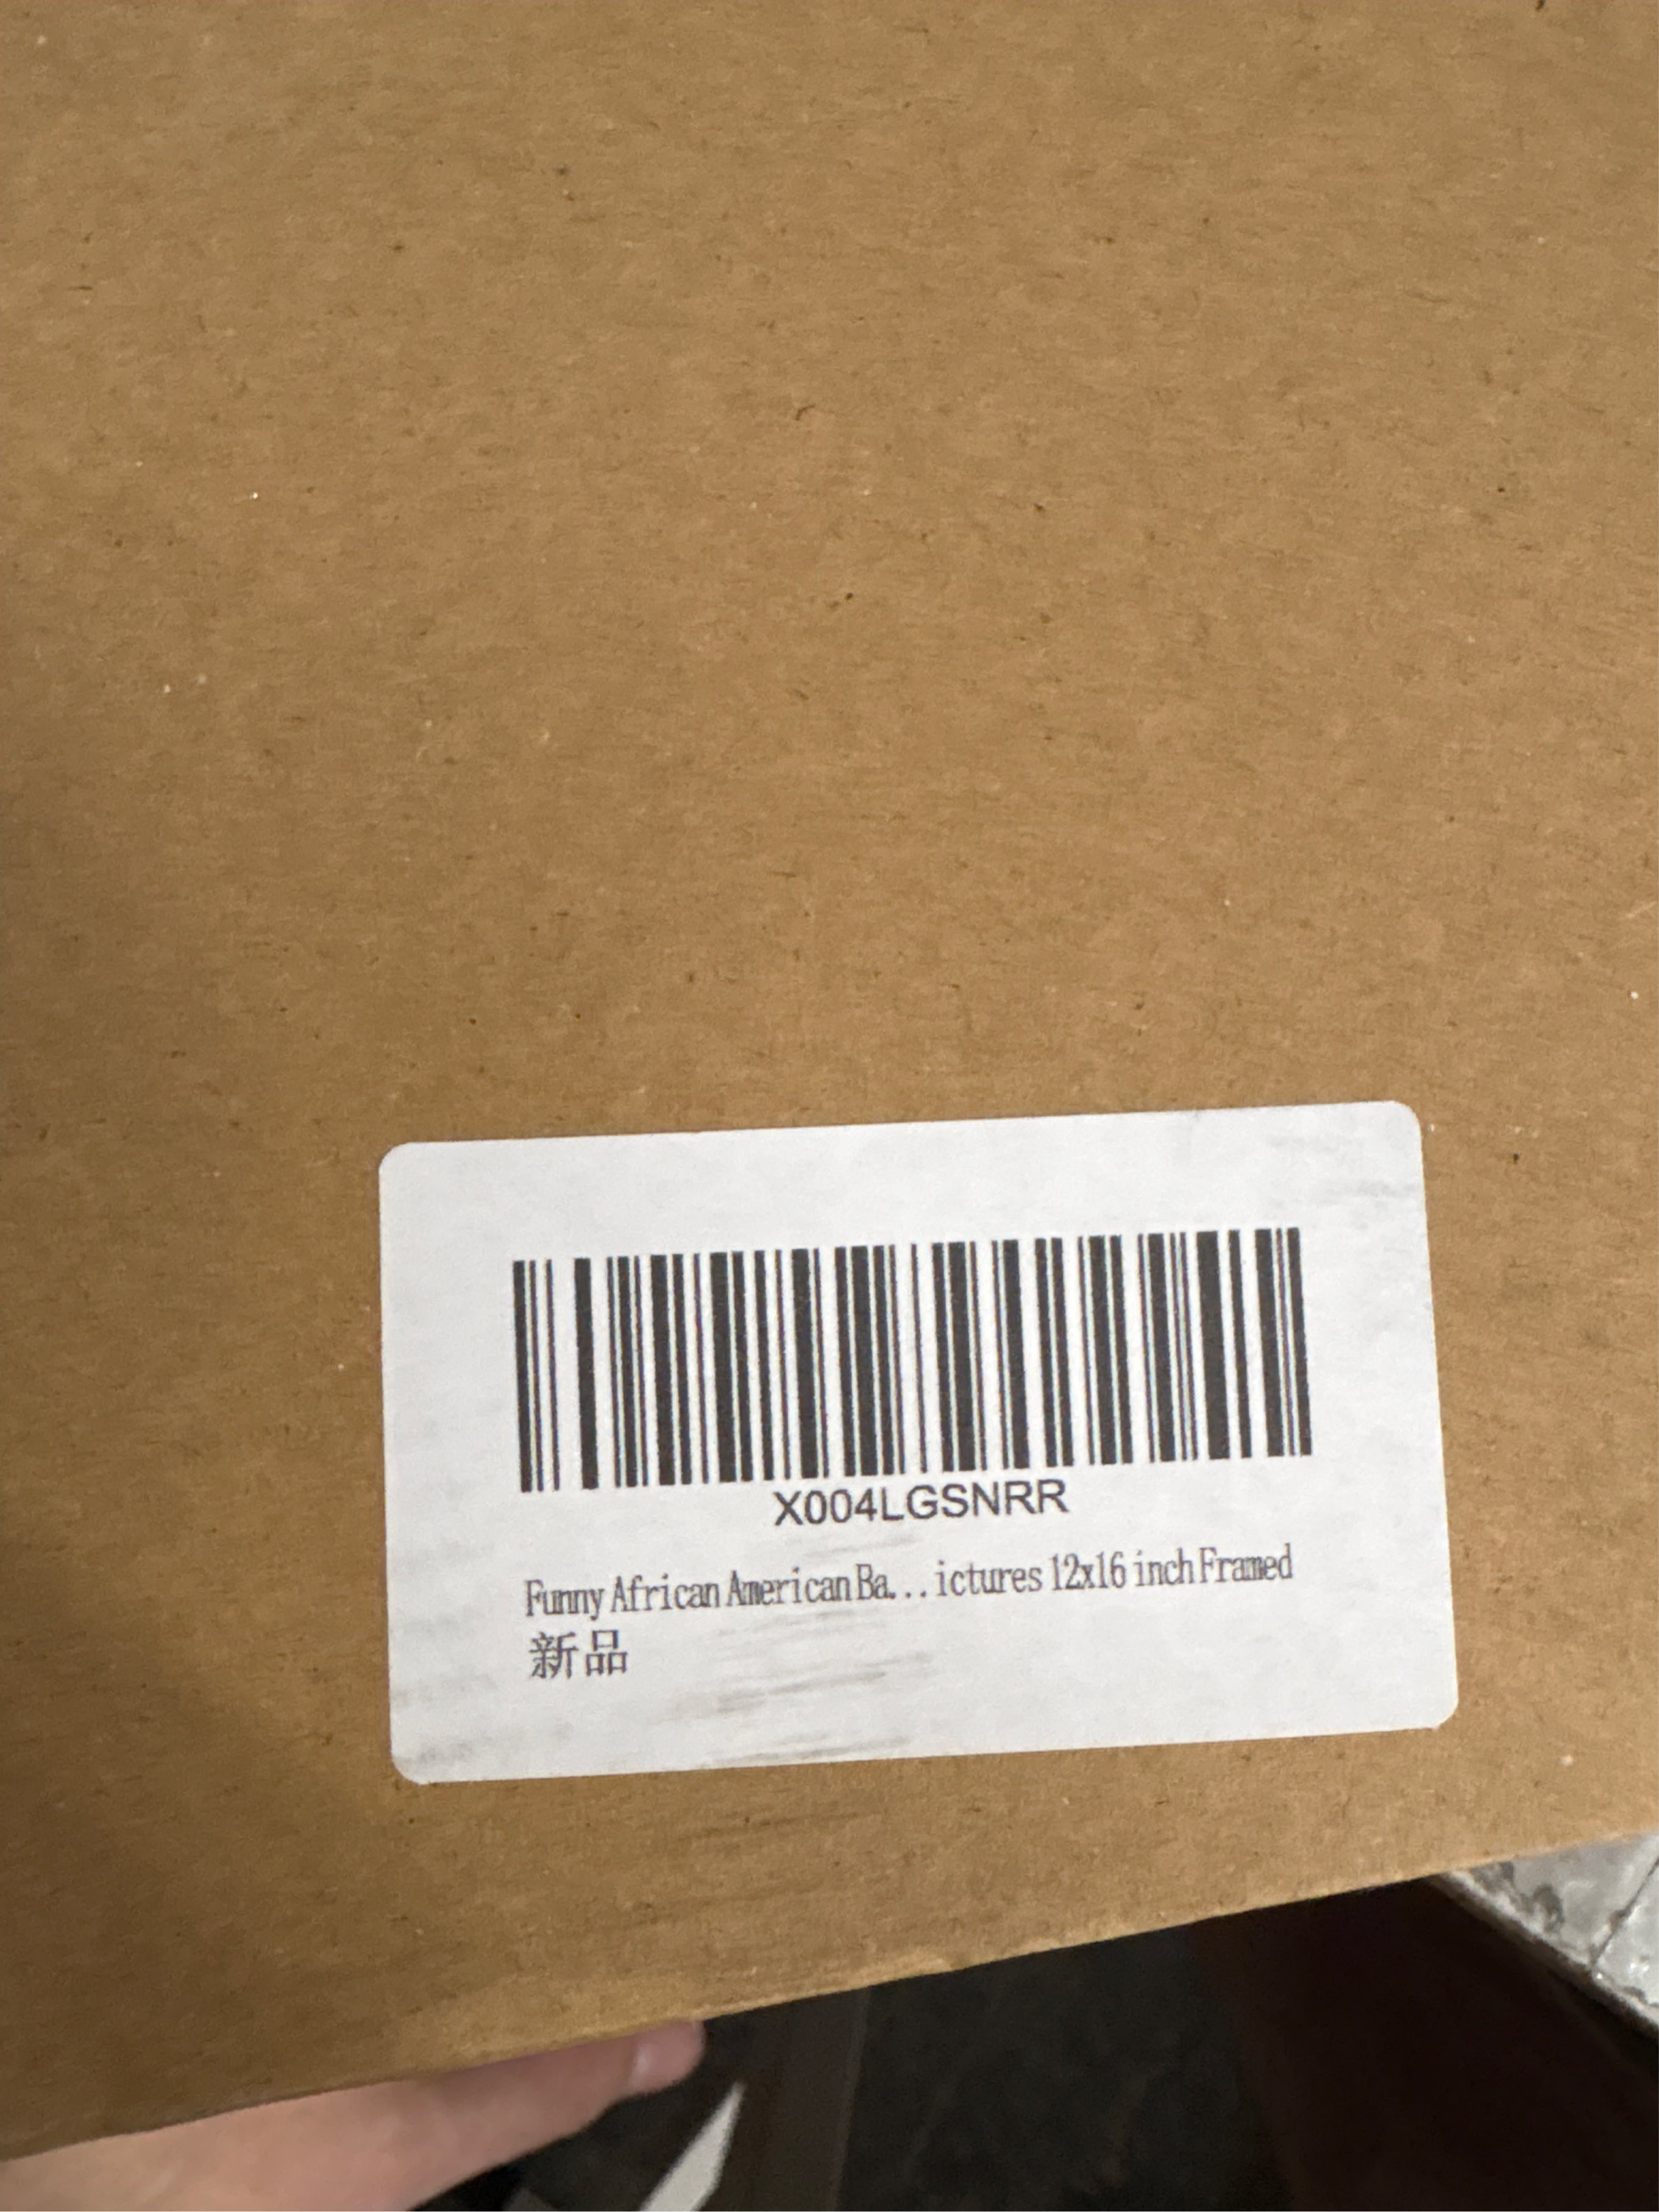 X004LGSNRR
Funny African American Ba...ictures 12x16 inch Framed
新品